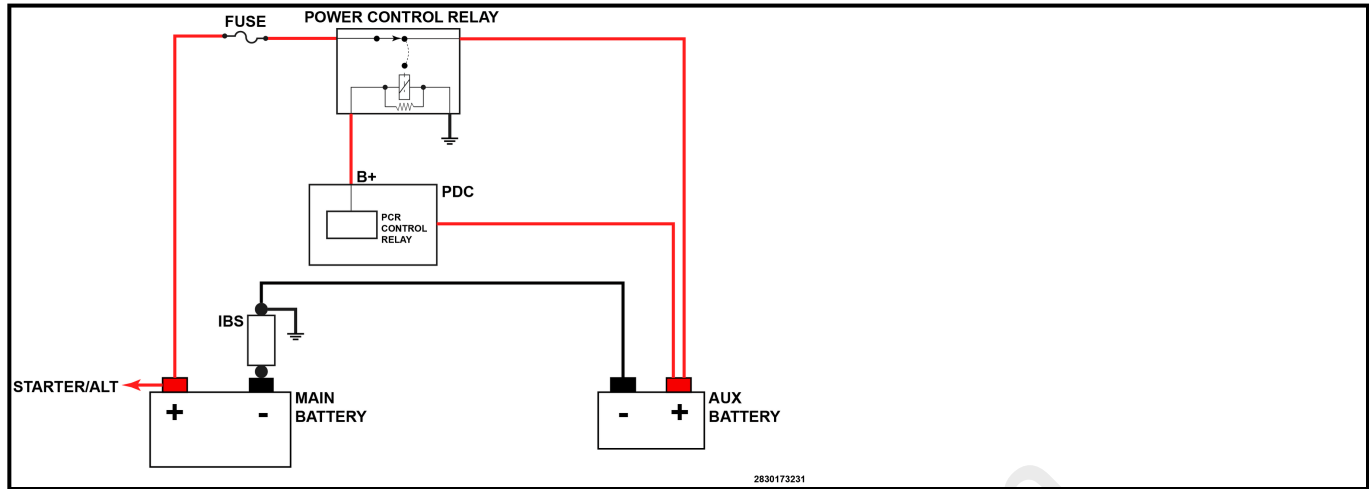 FUSE
POWER CONTROL RELAY
B+
PDC
PCR
CONTROL
RELAY
IBS
STARTER/ALT
+
-
MAIN
BATTERY
-
+
AUX
BATTERY
2830173231